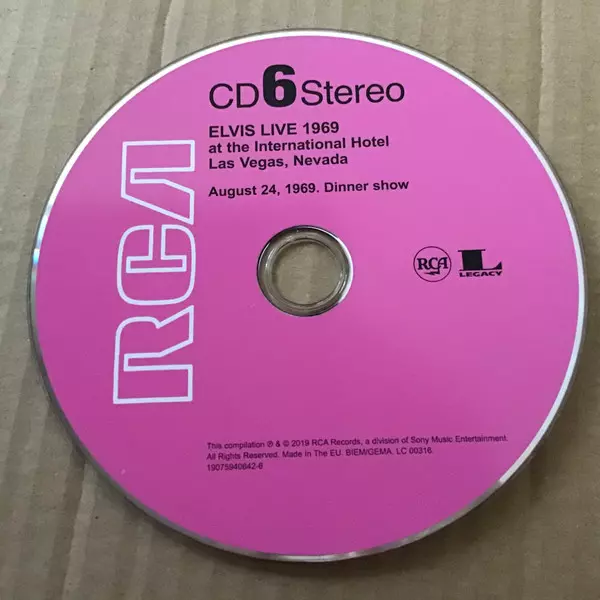 CD6Stereo
ELVIS LIVE 1969
at the International Hotel
Las Vegas, Nevada
August 24, 1969. Dinner show
RCA
RCA
L
LEGACY
This compilation ℗ & © 2019 RCA Records, a division of Sony Music Entertainment.
All Rights Reserved. Made in The EU. BIEM/GEMA. LC 00316.
19075940642-6